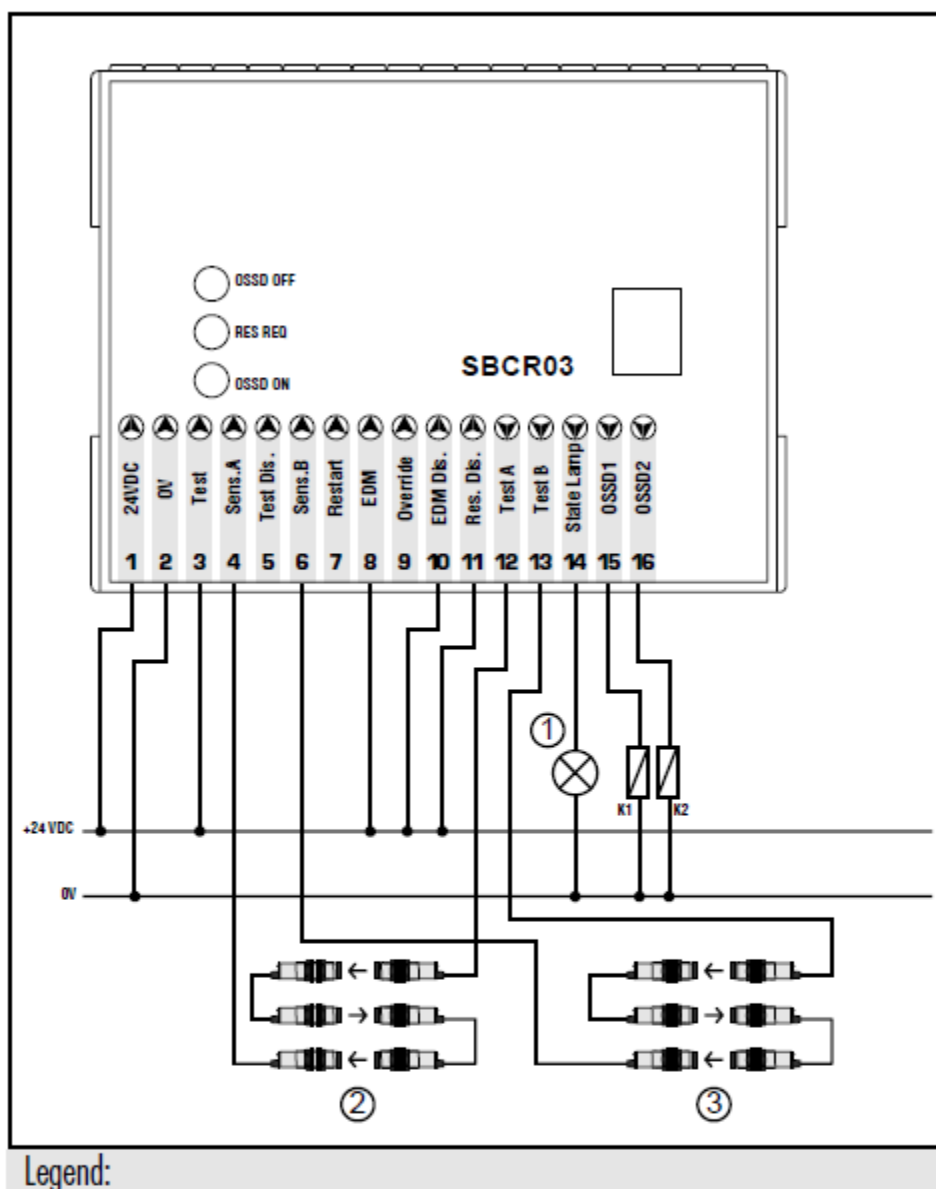 OSSD OFF
RES REQ
OSSD ON
SBCR03
24VDC
0V
Test
Sens.A
Test Dis.
Sens.B
Restart
EDM
Override
EDM Dis.
Res. Dis.
Test A
Test B
State Lamp
OSSD1
OSSD2
1 2 3 4 5 6 7 8 9 10 11 12 13 14 15 16
1
K1 K2
+24 VDC
0V
2 3
Legend: